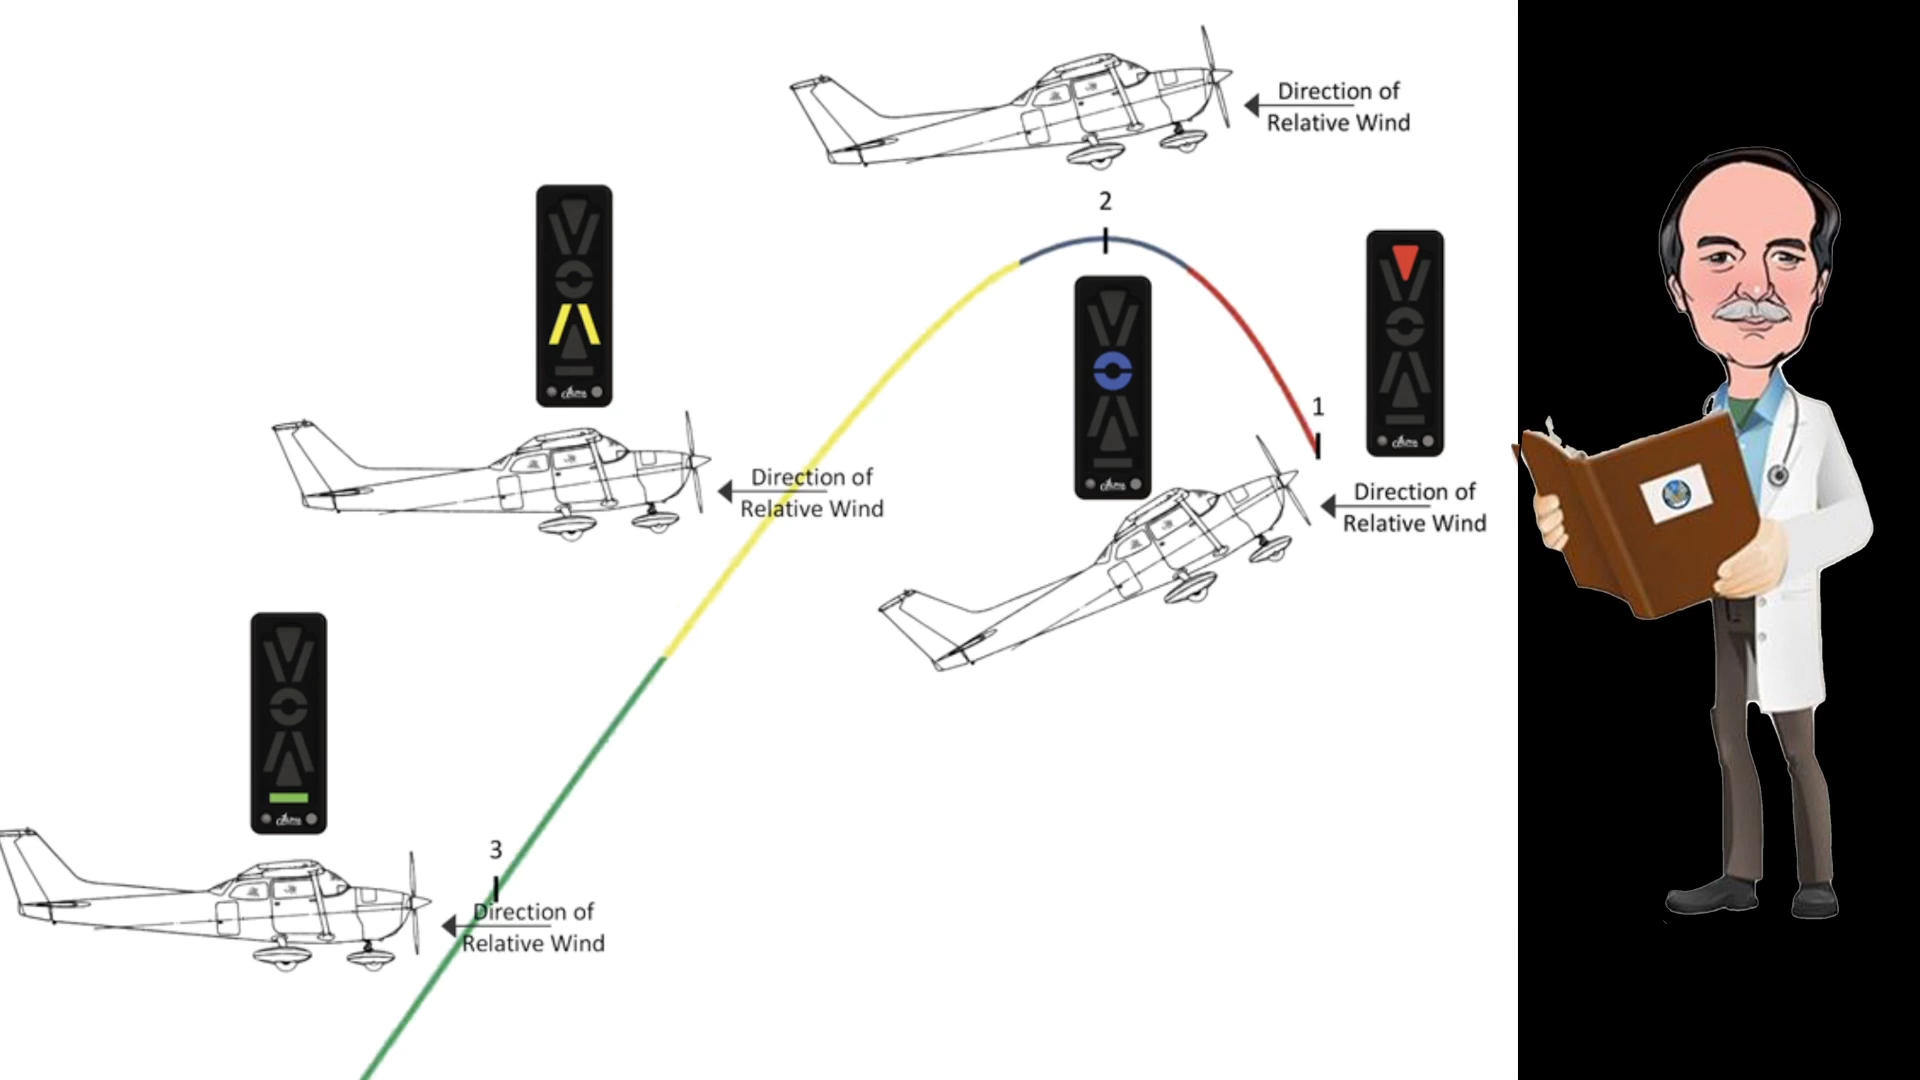 Direction of
Relative Wind
2
1
Direction of
Relative Wind
Direction of
Relative Wind
3
Direction of
Relative Wind